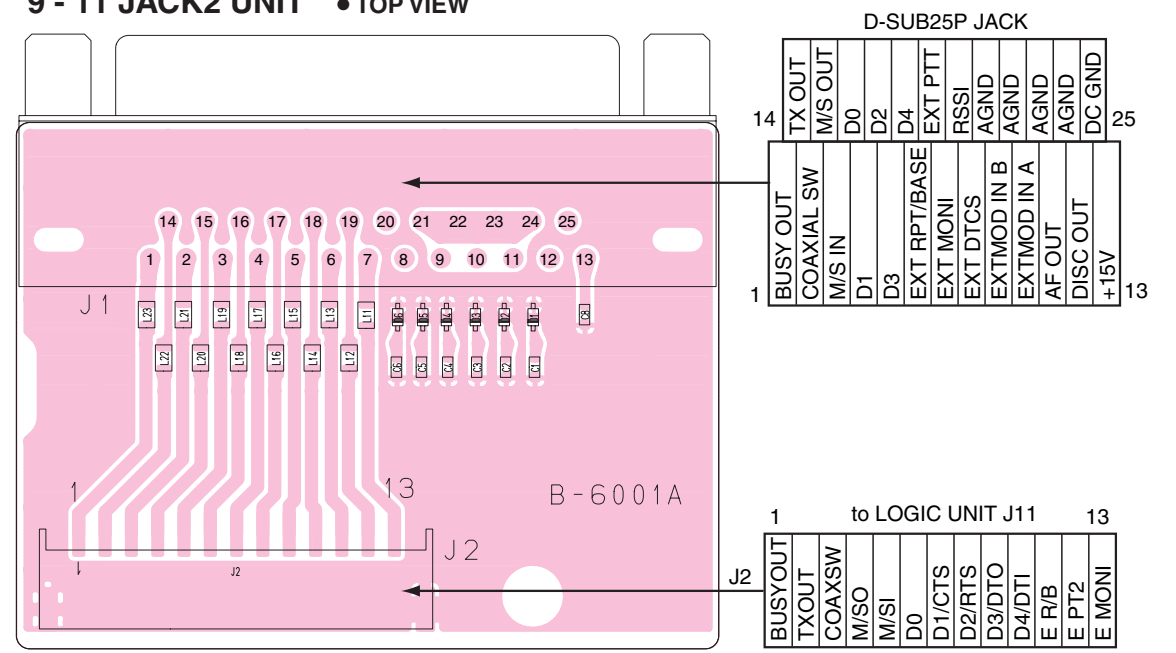 9 - 11 JACK2 UNIT ● TOP VIEW
D-SUB25P JACK
14 TX OUT M/S OUT D0 D2 D4 EXT PTT RSSI AGND AGND AGND AGND DC GND 25
1 BUSY OUT COAXIAL SW M/S IN D1 D3 EXT RPT/BASE EXT MONI EXT DTCS EXTMOD IN B EXTMOD IN A AF OUT DISC OUT +15V 13
14 15 16 17 18 19 20 21 22 23 24 25
1 2 3 4 5 6 7 8 9 10 11 12 13
J1
L23 L21 L19 L17 L15 L13 L11 D6 D5 D4 D3 D2 D1 C8
L22 L20 L18 L16 L14 L12 C6 C5 C4 C3 C2 C1
1 13 B-6001A
J2
J2
1 to LOGIC UNIT J11 13
J2 BUSYOUT TXOUT COAXSW M/SO M/SI D0 D1/CTS D2/RTS D3/DTO D4/DTI E R/B E PT2 E MONI